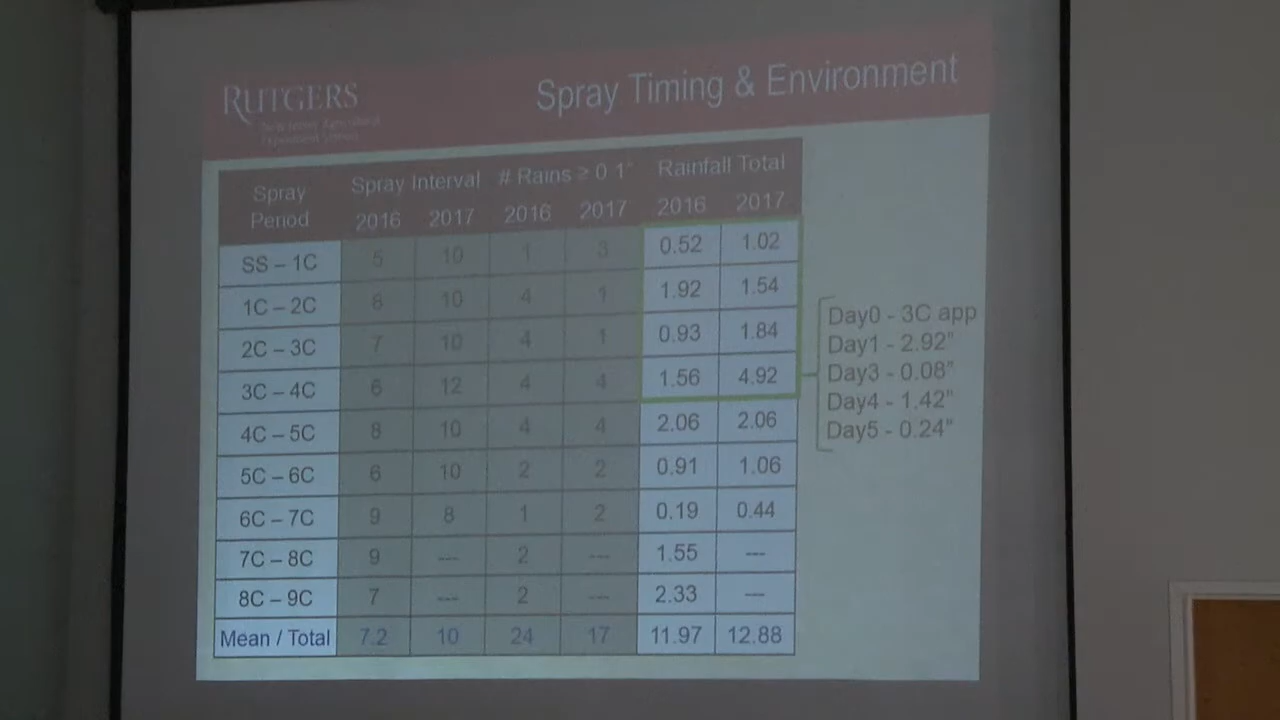 RUTGERS
New Jersey Agricultural
Experiment Station
Spray Timing & Environment
Spray Period Spray Interval # Rains ≥ 0.1" Rainfall Total
2016 2017 2016 2017 2016 2017
SS – 1C 5 10 1 3 0.52 1.02
1C – 2C 8 10 4 1 1.92 1.54
2C – 3C 7 10 4 1 0.93 1.84
3C – 4C 6 12 4 4 1.56 4.92
4C – 5C 8 10 4 4 2.06 2.06
5C – 6C 6 10 2 2 0.91 1.06
6C – 7C 9 8 1 2 0.19 0.44
7C – 8C 9 --- 2 --- 1.55 ---
8C – 9C 7 --- 2 --- 2.33 ---
Mean / Total 7.2 10 24 17 11.97 12.88
Day0 - 3C app
Day1 - 2.92"
Day3 - 0.08"
Day4 - 1.42"
Day5 - 0.24"